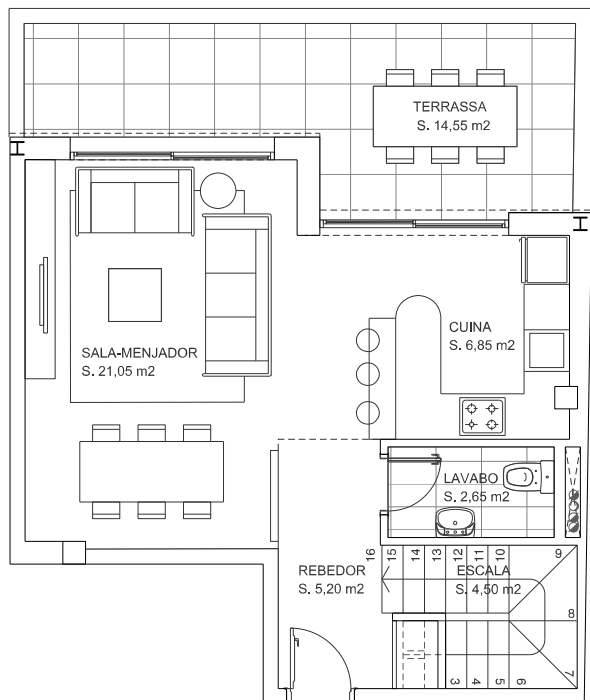 TERRASSA
S. 14,55 m2
CUINA
S. 6,85 m2
SALA-MENJADOR
S. 21,05 m2
LAVABO
S. 2,65 m2
REBEDOR
S. 5,20 m2
ESCALA
S. 4,50 m2
16
15
14
13
12
11
10
9
8
7
6
5
4
3